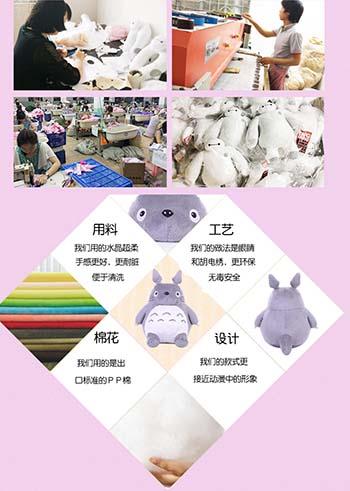 用料
我们用的水晶超柔
手感更好，更耐脏
便于清洗
工艺
我们的做法是眼睛
和胡电绣，更环保
无毒安全
棉花
我们用的是出
口标准的PP棉
设计
我们的款式更
接近动漫中的形象